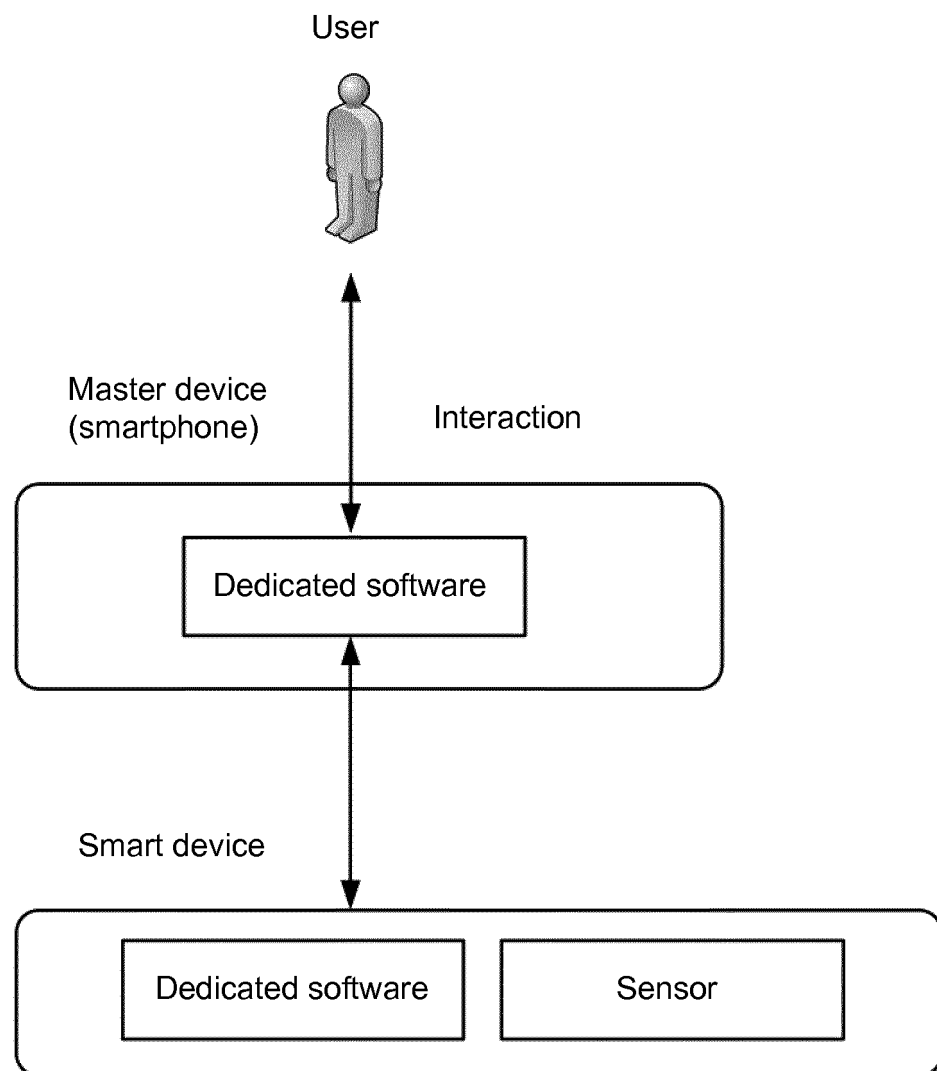 User
Master device
(smartphone)
Interaction
Dedicated software
Smart device
Dedicated software
Sensor